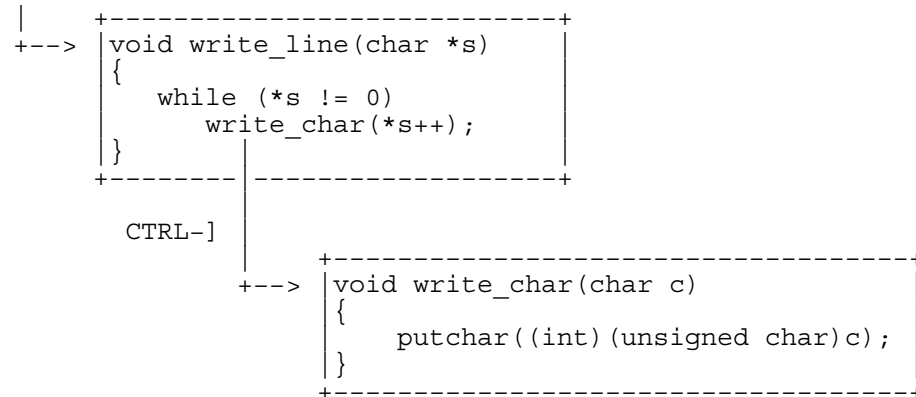 |     +------------------------------+
+--> |void write_line(char *s)     |
     |{                            |
     |   while (*s != 0)           |
     |      write_char(*s++);      |
     |}       |                    |
     +--------|--------------------+
              |
       CTRL-] |
              |     +--------------------------------------+
              +--> |void write_char(char c)              |
                   |{                                    |
                   |    putchar((int)(unsigned char)c);  |
                   |}                                    |
                   +--------------------------------------+